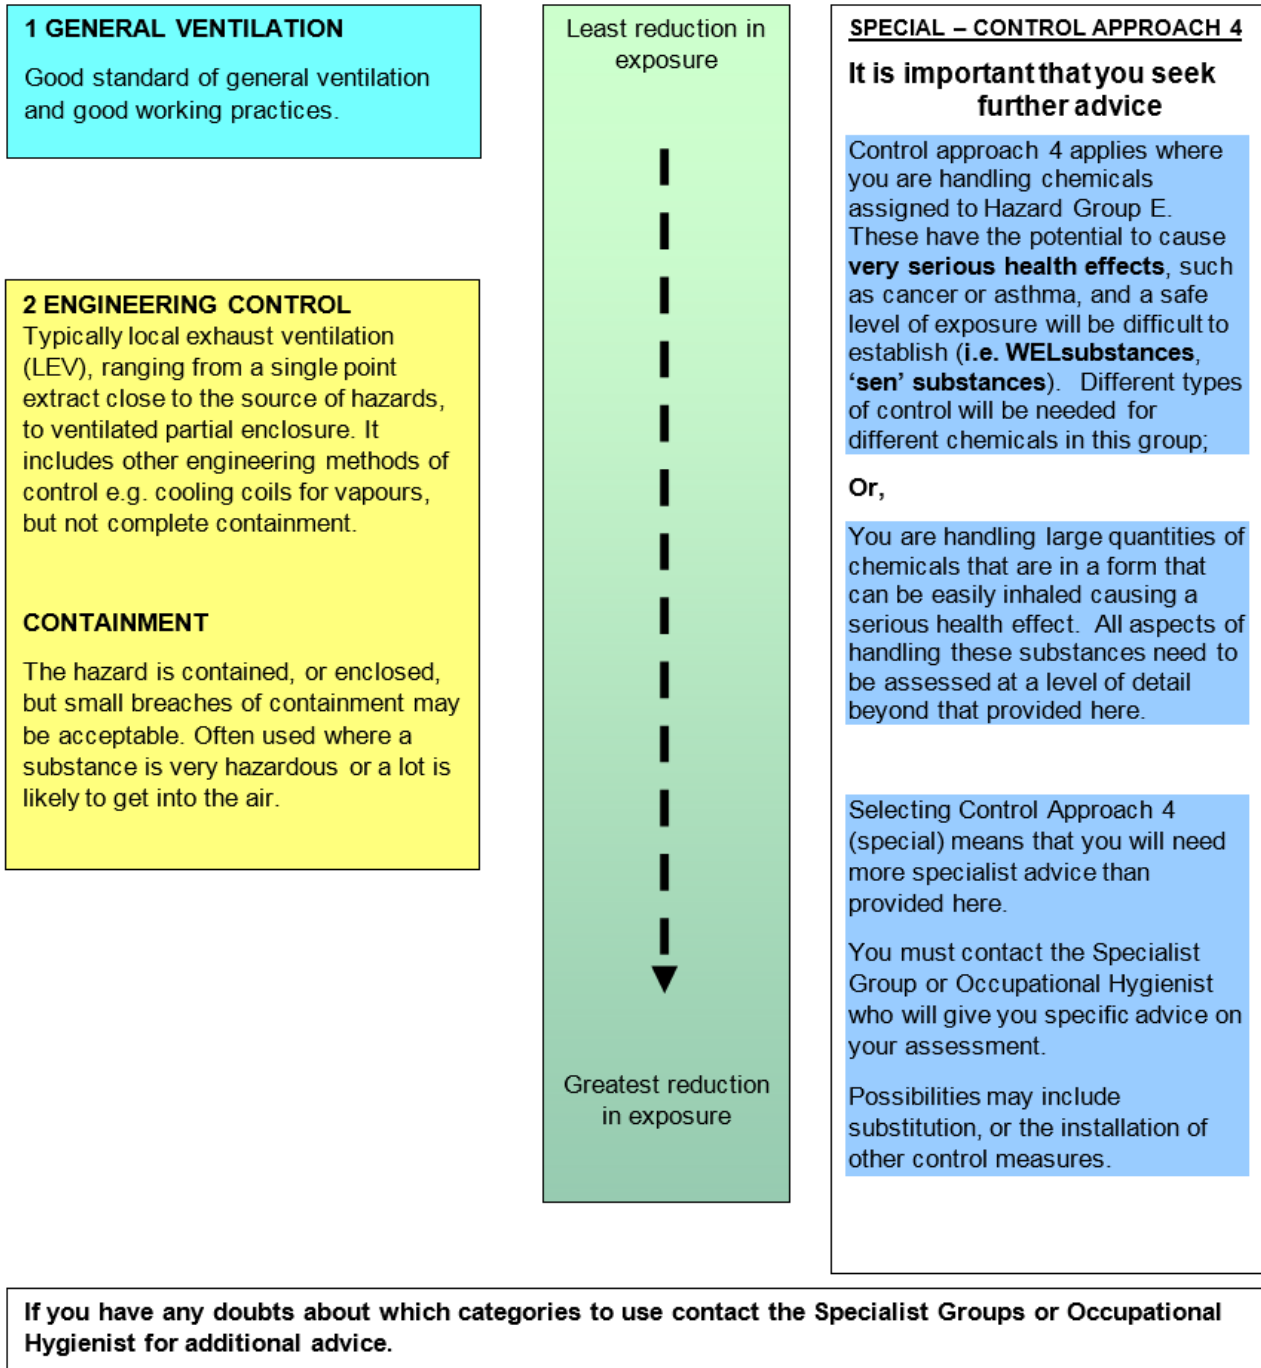 1 GENERAL VENTILATION
Good standard of general ventilation
and good working practices.
2 ENGINEERING CONTROL
Typically local exhaust ventilation
(LEV), ranging from a single point
extract close to the source of hazards,
to ventilated partial enclosure. It
includes other engineering methods of
control e.g. cooling coils for vapours,
but not complete containment.
CONTAINMENT
The hazard is contained, or enclosed,
but small breaches of containment may
be acceptable. Often used where a
substance is very hazardous or a lot is
likely to get into the air.
Least reduction in
exposure
Greatest reduction
in exposure
SPECIAL – CONTROL APPROACH 4
It is important that you seek
further advice
Control approach 4 applies where
you are handling chemicals
assigned to Hazard Group E.
These have the potential to cause
very serious health effects, such
as cancer or asthma, and a safe
level of exposure will be difficult to
establish (i.e. WELsubstances,
‘sen’ substances). Different types
of control will be needed for
different chemicals in this group;
Or,
You are handling large quantities of
chemicals that are in a form that
can be easily inhaled causing a
serious health effect. All aspects of
handling these substances need to
be assessed at a level of detail
beyond that provided here.
Selecting Control Approach 4
(special) means that you will need
more specialist advice than
provided here.
You must contact the Specialist
Group or Occupational Hygienist
who will give you specific advice on
your assessment.
Possibilities may include
substitution, or the installation of
other control measures.
If you have any doubts about which categories to use contact the Specialist Groups or Occupational
Hygienist for additional advice.